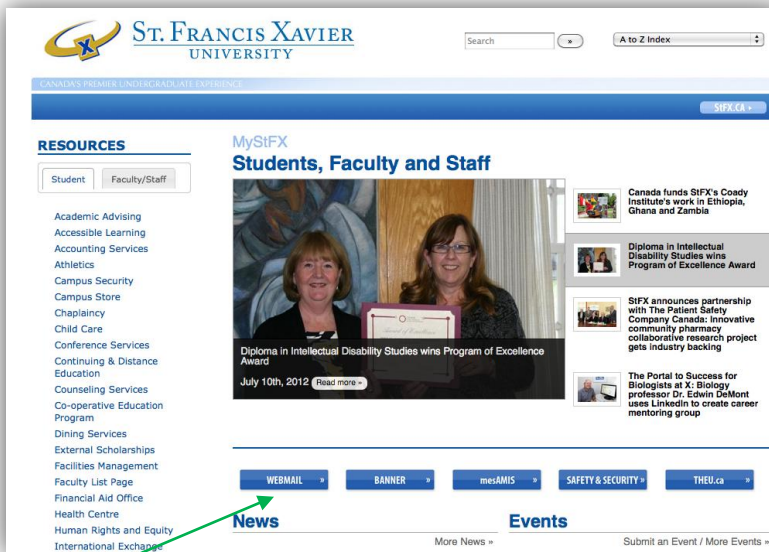 ST. FRANCIS XAVIER
UNIVERSITY
Search
»
A to Z Index
CANADA'S PREMIER UNDERGRADUATE EXPERIENCE
StFX.CA
RESOURCES
Student
Faculty/Staff
Academic Advising
Accessible Learning
Accounting Services
Athletics
Campus Security
Campus Store
Chaplaincy
Child Care
Conference Services
Continuing & Distance
Education
Counseling Services
Co-operative Education
Program
Dining Services
External Scholarships
Facilities Management
Faculty List Page
Financial Aid Office
Health Centre
Human Rights and Equity
International Exchange
MyStFX
Students, Faculty and Staff
Diploma in Intellectual Disability Studies wins Program of Excellence
Award
July 10th, 2012 Read more »
Canada funds StFX's Coady
Institute's work in Ethiopia,
Ghana and Zambia
Diploma in Intellectual
Disability Studies wins
Program of Excellence Award
StFX announces partnership
with The Patient Safety
Company Canada: Innovative
community pharmacy
collaborative research project
gets industry backing
The Portal to Success for
Biologists at X: Biology
professor Dr. Edwin DeMont
uses LinkedIn to create career
mentoring group
WEBMAIL »
BANNER »
mesAMIS »
SAFETY & SECURITY »
THEU.ca »
News
More News »
Events
Submit an Event / More Events »